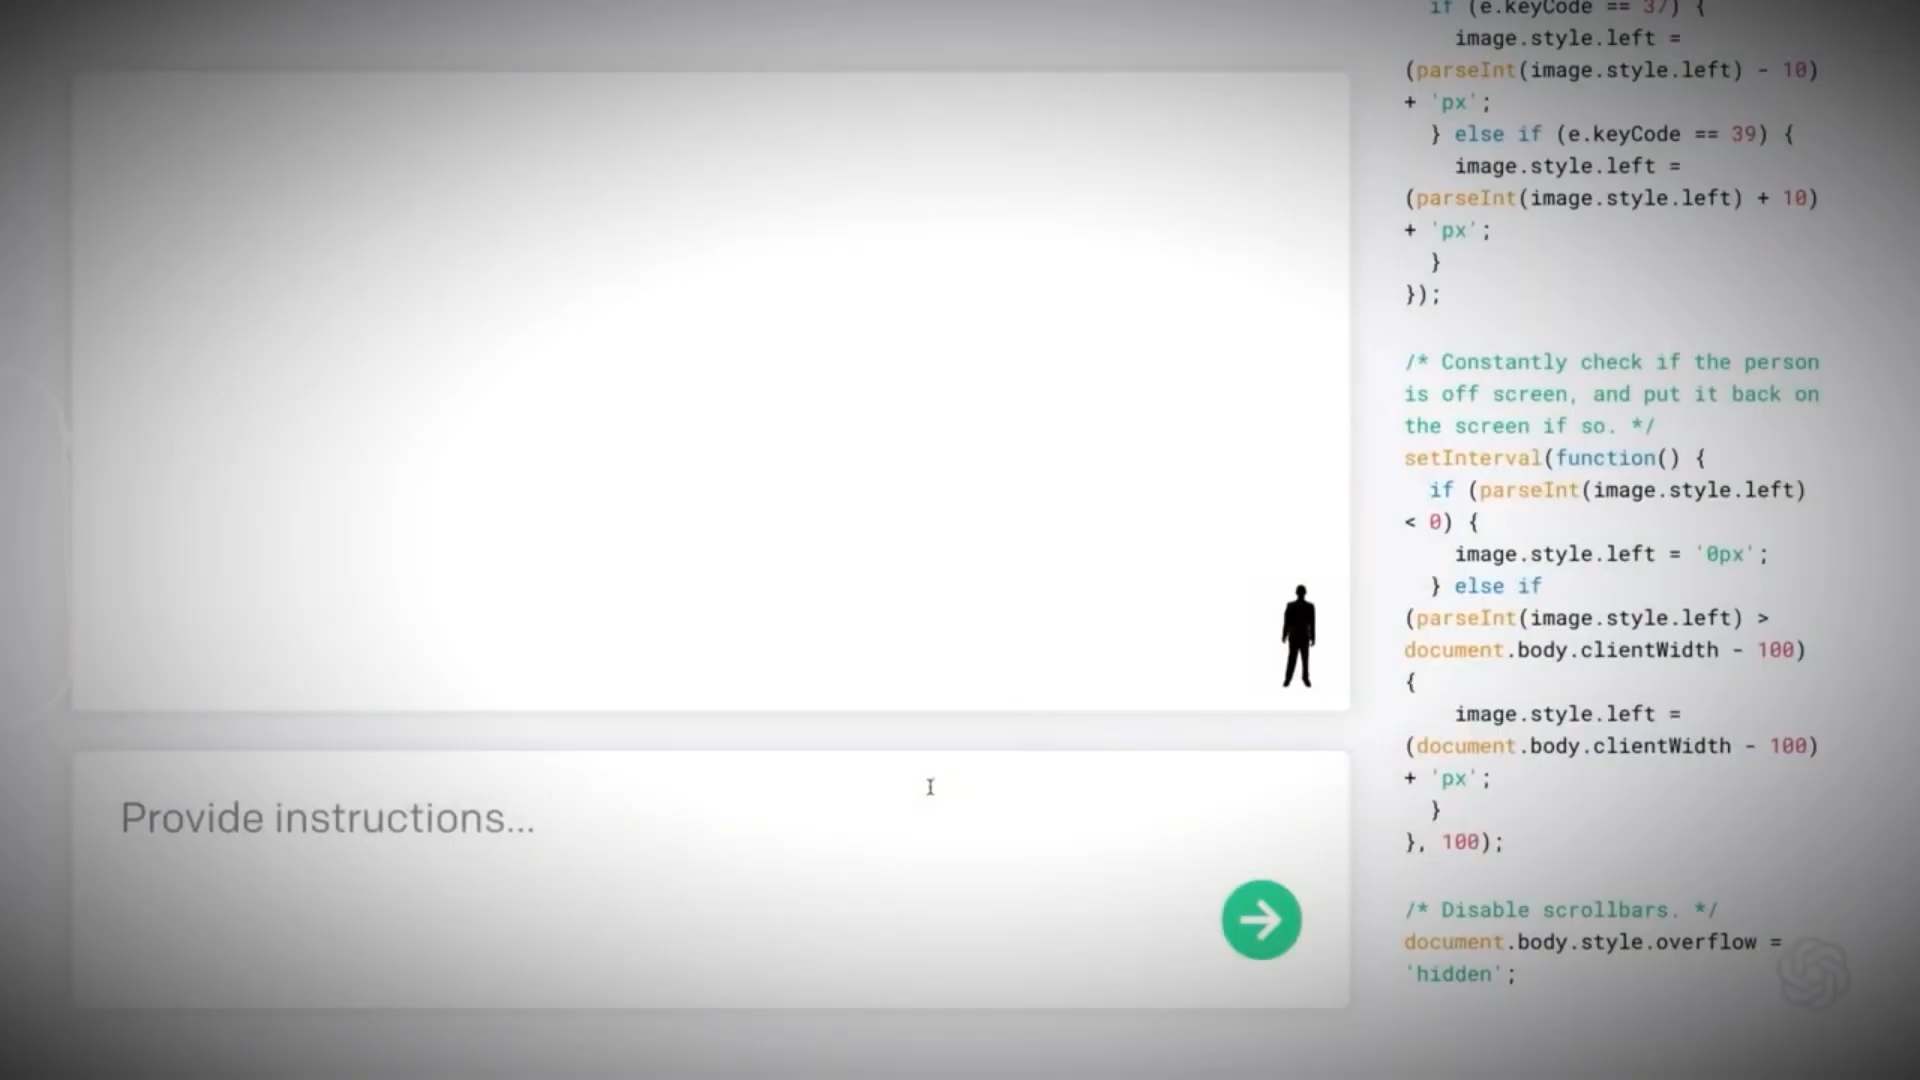 if (e.keyCode == 37) {
image.style.left =
(parseInt(image.style.left) - 10)
+ 'px';
} else if (e.keyCode == 39) {
image.style.left =
(parseInt(image.style.left) + 10)
+ 'px';
}
});
/* Constantly check if the person
is off screen, and put it back on
the screen if so. */
setInterval(function() {
if (parseInt(image.style.left)
< 0) {
image.style.left = '0px';
} else if
(parseInt(image.style.left) >
document.body.clientWidth - 100)
{
image.style.left =
(document.body.clientWidth - 100)
+ 'px';
}
}, 100);
/* Disable scrollbars. */
document.body.style.overflow =
'hidden';
Provide instructions...